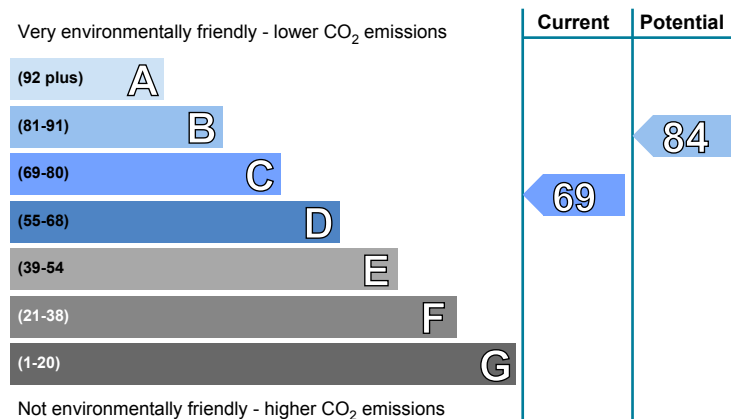 Very environmentally friendly - lower CO₂ emissions
Current
Potential
(92 plus) A
(81-91) B
84
(69-80) C
69
(55-68) D
(39-54 E
(21-38) F
(1-20) G
Not environmentally friendly - higher CO₂ emissions